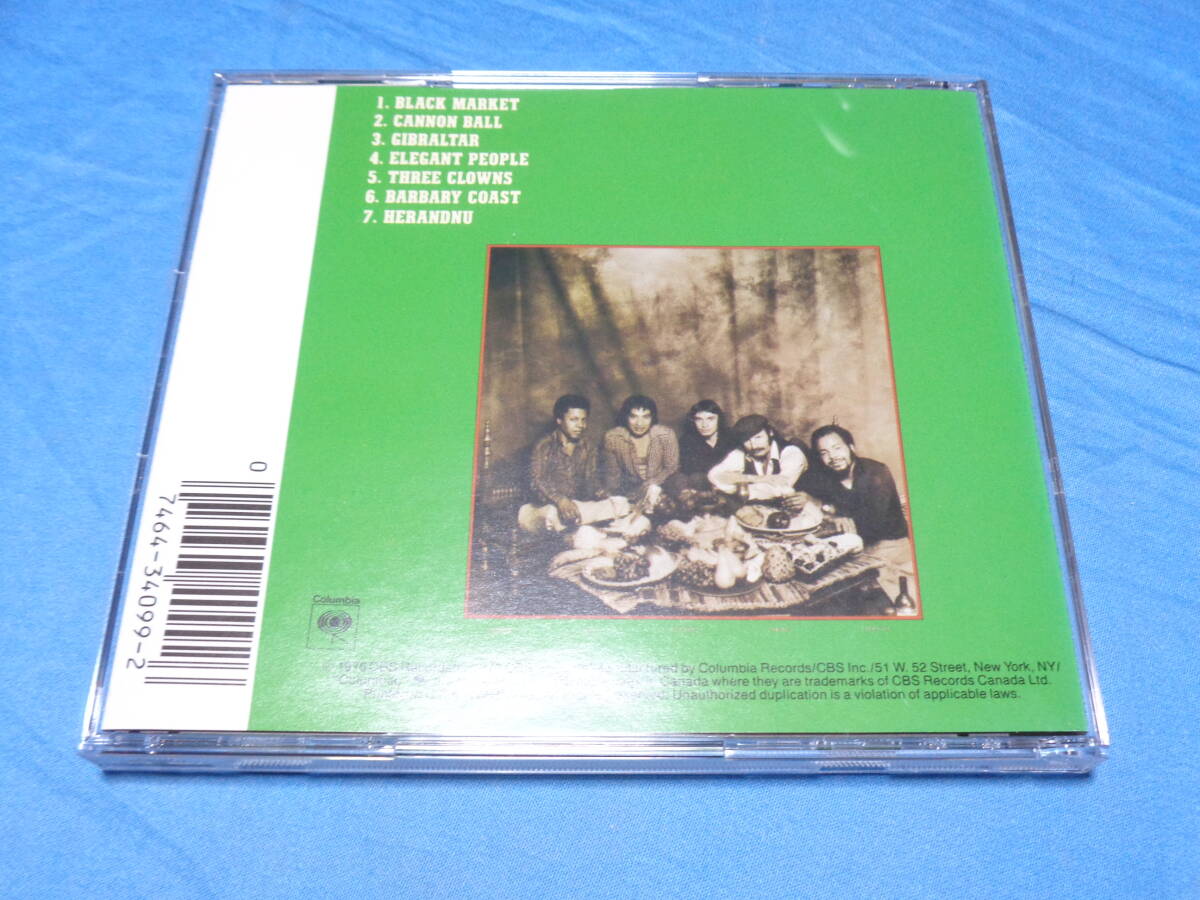 1. BLACK MARKET
2. CANNON BALL
3. GIBRALTAR
4. ELEGANT PEOPLE
5. THREE CLOWNS
6. BARBARY COAST
7. HERANDNU
0
7464-34099-2
Columbia
by Columbia Records/CBS Inc./51 W. 52 Street, New York, NY/
Canada where they are trademarks of CBS Records Canada Ltd.
Unauthorized duplication is a violation of applicable laws.